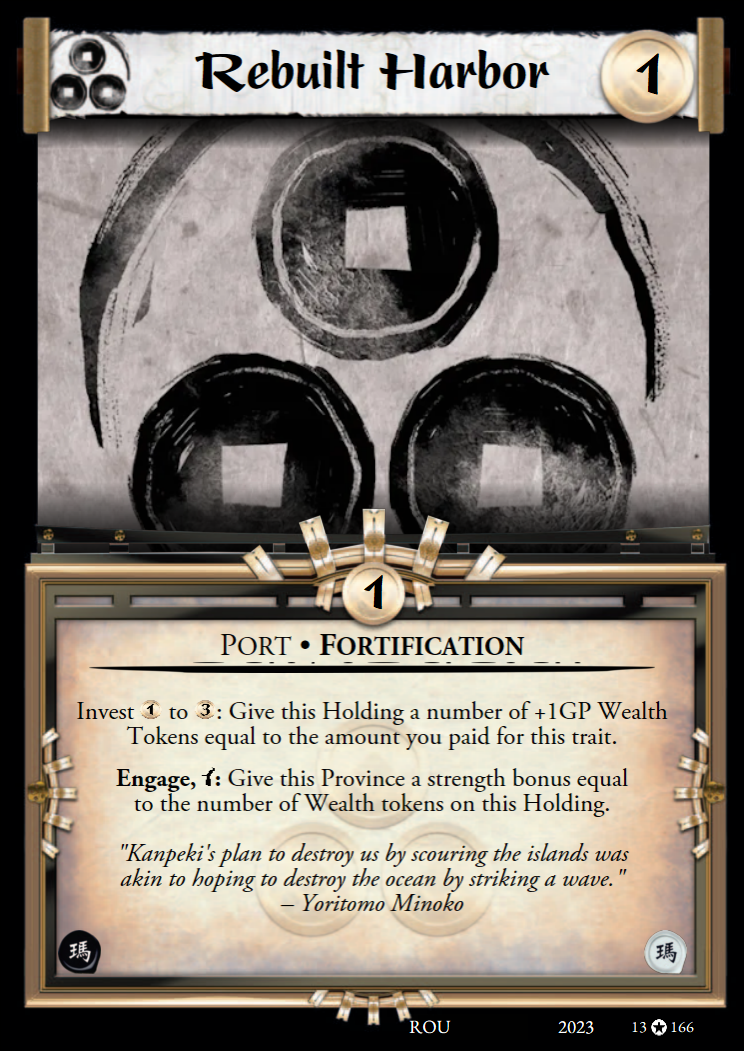 Rebuilt Harbor
1
1
PORT • FORTIFICATION
Invest 1 to 3: Give this Holding a number of +1GP Wealth
Tokens equal to the amount you paid for this trait.
Engage, : Give this Province a strength bonus equal
to the number of Wealth tokens on this Holding.
"Kanpeki's plan to destroy us by scouring the islands was
akin to hoping to destroy the ocean by striking a wave."
– Yoritomo Minoko
瑪 瑪
ROU 2023 13 ✪ 166